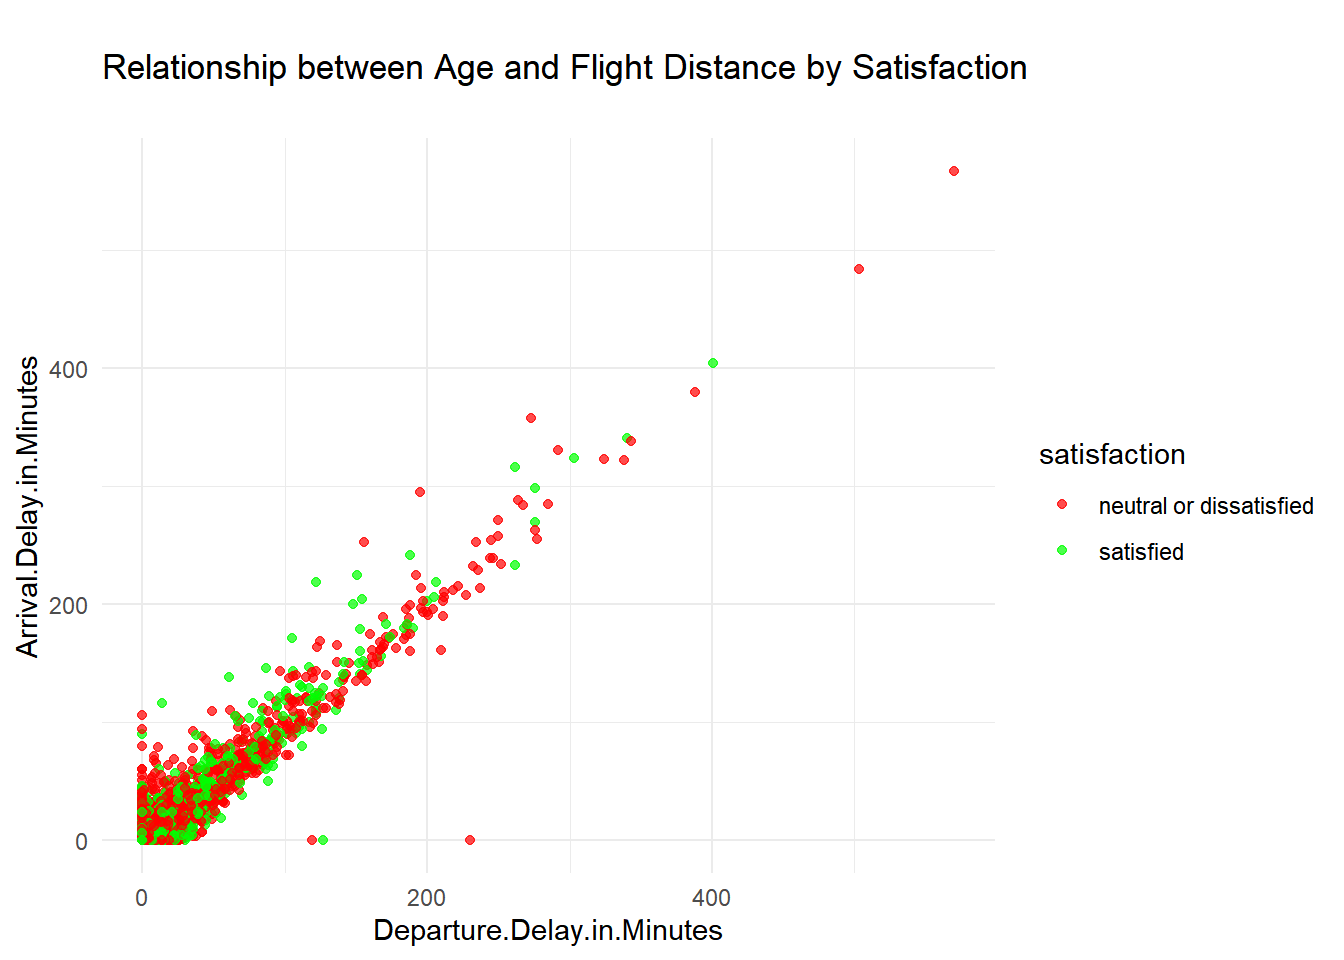 Relationship between Age and Flight Distance by Satisfaction
Arrival.Delay.in.Minutes
400
200
0
0
200
400
Departure.Delay.in.Minutes
satisfaction
neutral or dissatisfied
satisfied